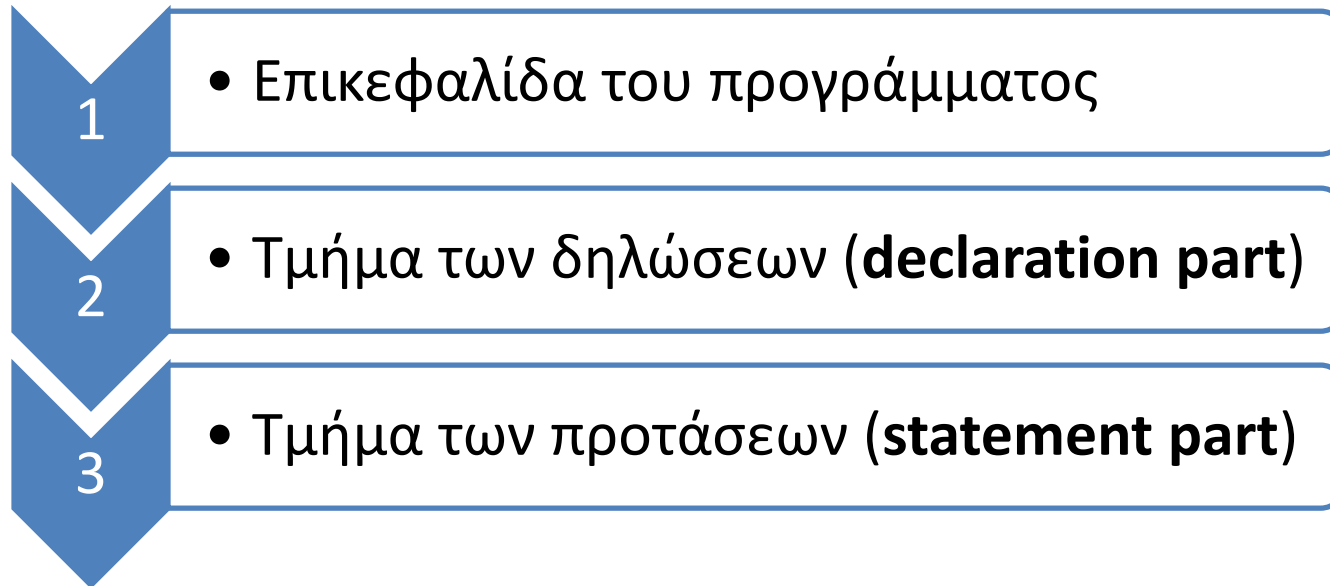 1
• Επικεφαλίδα του προγράμματος
2
• Τμήμα των δηλώσεων (declaration part)
3
• Τμήμα των προτάσεων (statement part)